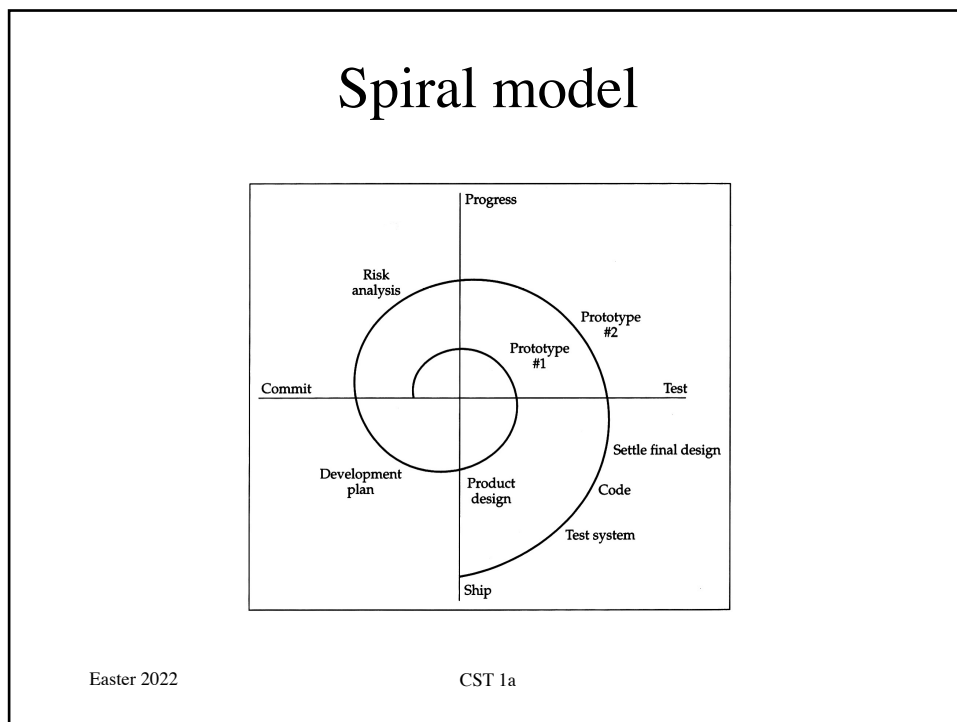 Spiral model
Progress
Risk
analysis
Prototype
#2
Prototype
#1
Commit
Test
Settle final design
Development
plan
Product
design
Code
Test system
Ship
Easter 2022
CST 1a